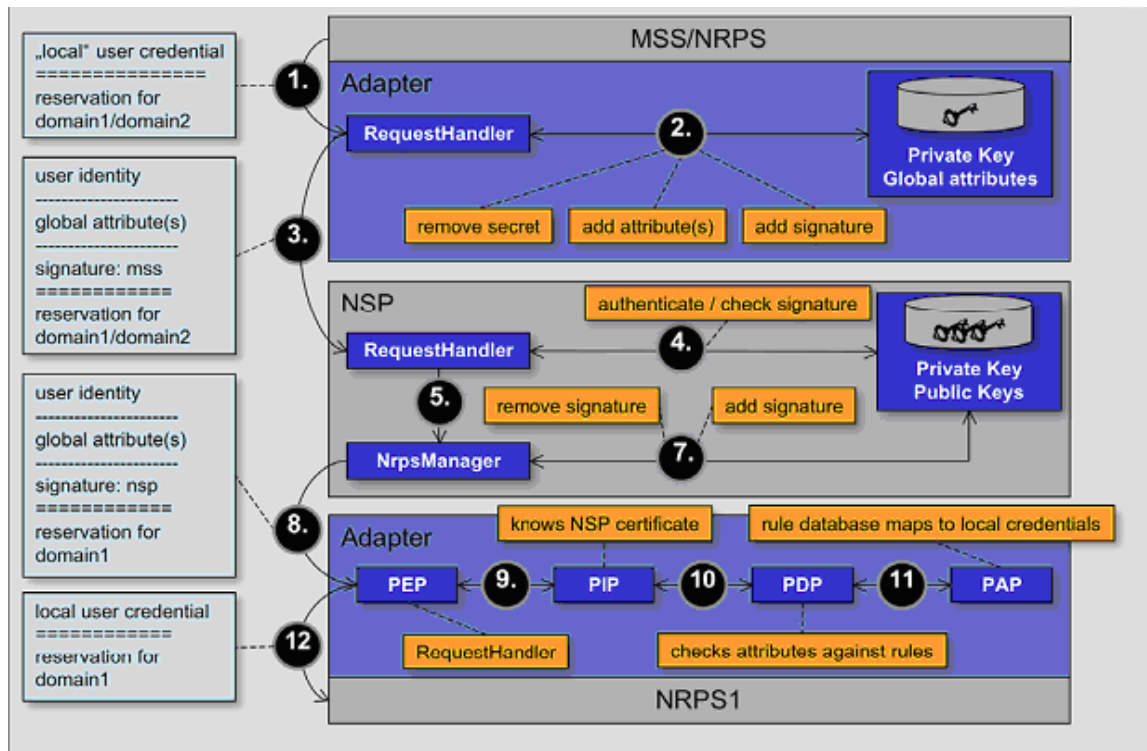 „local“ user credential
===============
reservation for
domain1/domain2
user identity
----------------------
global attribute(s)
----------------------
signature: mss
============
reservation for
domain1/domain2
user identity
----------------------
global attribute(s)
----------------------
signature: nsp
============
reservation for
domain1
local user credential
============
reservation for
domain1
MSS/NRPS
Adapter
1.
RequestHandler
2.
Private Key
Global attributes
remove secret
add attribute(s)
add signature
3.
NSP
authenticate / check signature
RequestHandler
4.
Private Key
Public Keys
5.
remove signature
add signature
NrpsManager
7.
8.
Adapter
knows NSP certificate
rule database maps to local credentials
PEP
9.
PIP
10
PDP
11
PAP
12
RequestHandler
checks attributes against rules
NRPS1